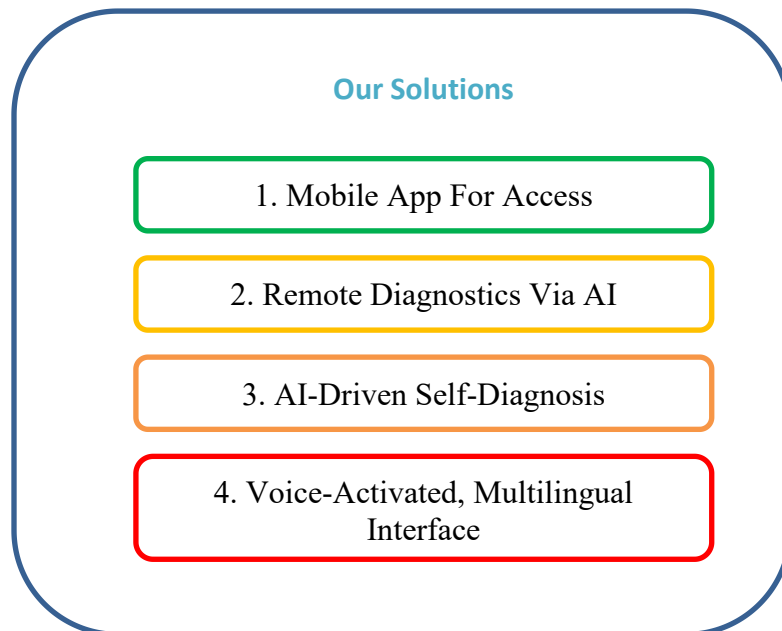 Our Solutions
1. Mobile App For Access
2. Remote Diagnostics Via AI
3. AI-Driven Self-Diagnosis
4. Voice-Activated, Multilingual
Interface